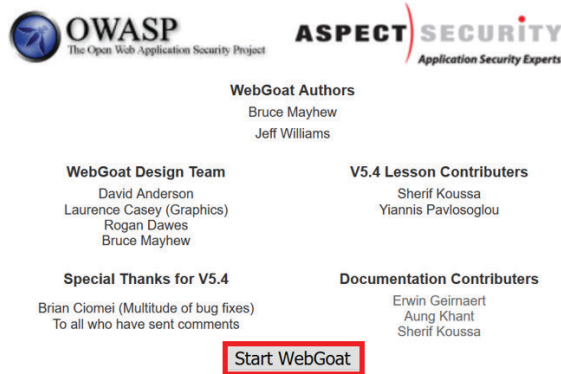 OWASP
The Open Web Application Security Project
ASPECT SECURITY
Application Security Experts
WebGoat Authors
Bruce Mayhew
Jeff Williams
WebGoat Design Team
David Anderson
Laurence Casey (Graphics)
Rogan Dawes
Bruce Mayhew
V5.4 Lesson Contributers
Sherif Koussa
Yiannis Pavlosoglou
Special Thanks for V5.4
Brian Ciomei (Multitude of bug fixes)
To all who have sent comments
Documentation Contributers
Erwin Geirnaert
Aung Khant
Sherif Koussa
Start WebGoat